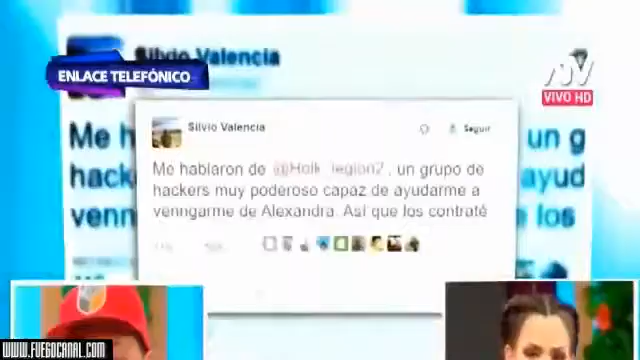 Silvio Valencia
ENLACE TELEFÓNICO
VIVO HD
Silvio Valencia
Seguir
Me hablaron de @Holk_legion2, un grupo de
hackers muy poderoso capaz de ayudarme a
venngarme de Alexandra. Así que los contraté
Me h
un g
hack
ayud
venn
los
WWW.FUEGOCANAL.COM